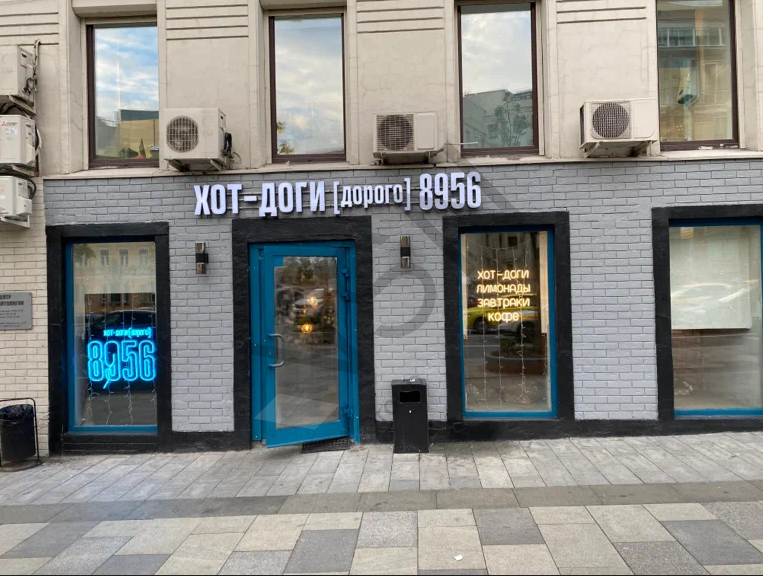 ХОТ-ДОГИ [дорого] 8956
хот-доги [дорого]
8956
ХОТ-ДОГИ
ЛИМОНАДЫ
ЗАВТРАКИ
КОФЕ